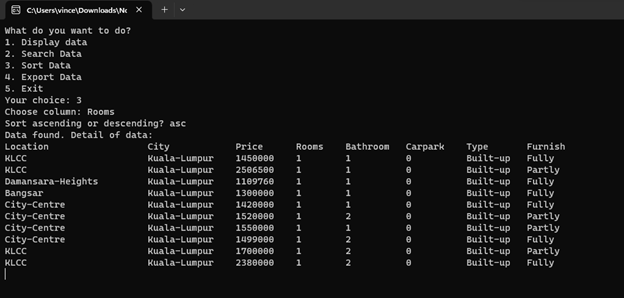 C:\Users\vince\Downloads\Nc
What do you want to do?
1. Display data
2. Search Data
3. Sort Data
4. Export Data
5. Exit
Your choice: 3
Choose column: Rooms
Sort ascending or descending? asc
Data found. Detail of data:
Location City Price Rooms Bathroom Carpark Type Furnish
KLCC Kuala-Lumpur 1450000 1 1 0 Built-up Fully
KLCC Kuala-Lumpur 2506500 1 1 0 Built-up Partly
Damansara-Heights Kuala-Lumpur 1109760 1 1 0 Built-up Fully
Bangsar Kuala-Lumpur 1300000 1 1 0 Built-up Fully
City-Centre Kuala-Lumpur 1420000 1 1 0 Built-up Fully
City-Centre Kuala-Lumpur 1520000 1 2 0 Built-up Partly
City-Centre Kuala-Lumpur 1550000 1 1 0 Built-up Partly
City-Centre Kuala-Lumpur 1499000 1 2 0 Built-up Fully
KLCC Kuala-Lumpur 1700000 1 2 0 Built-up Partly
KLCC Kuala-Lumpur 2380000 1 2 0 Built-up Fully